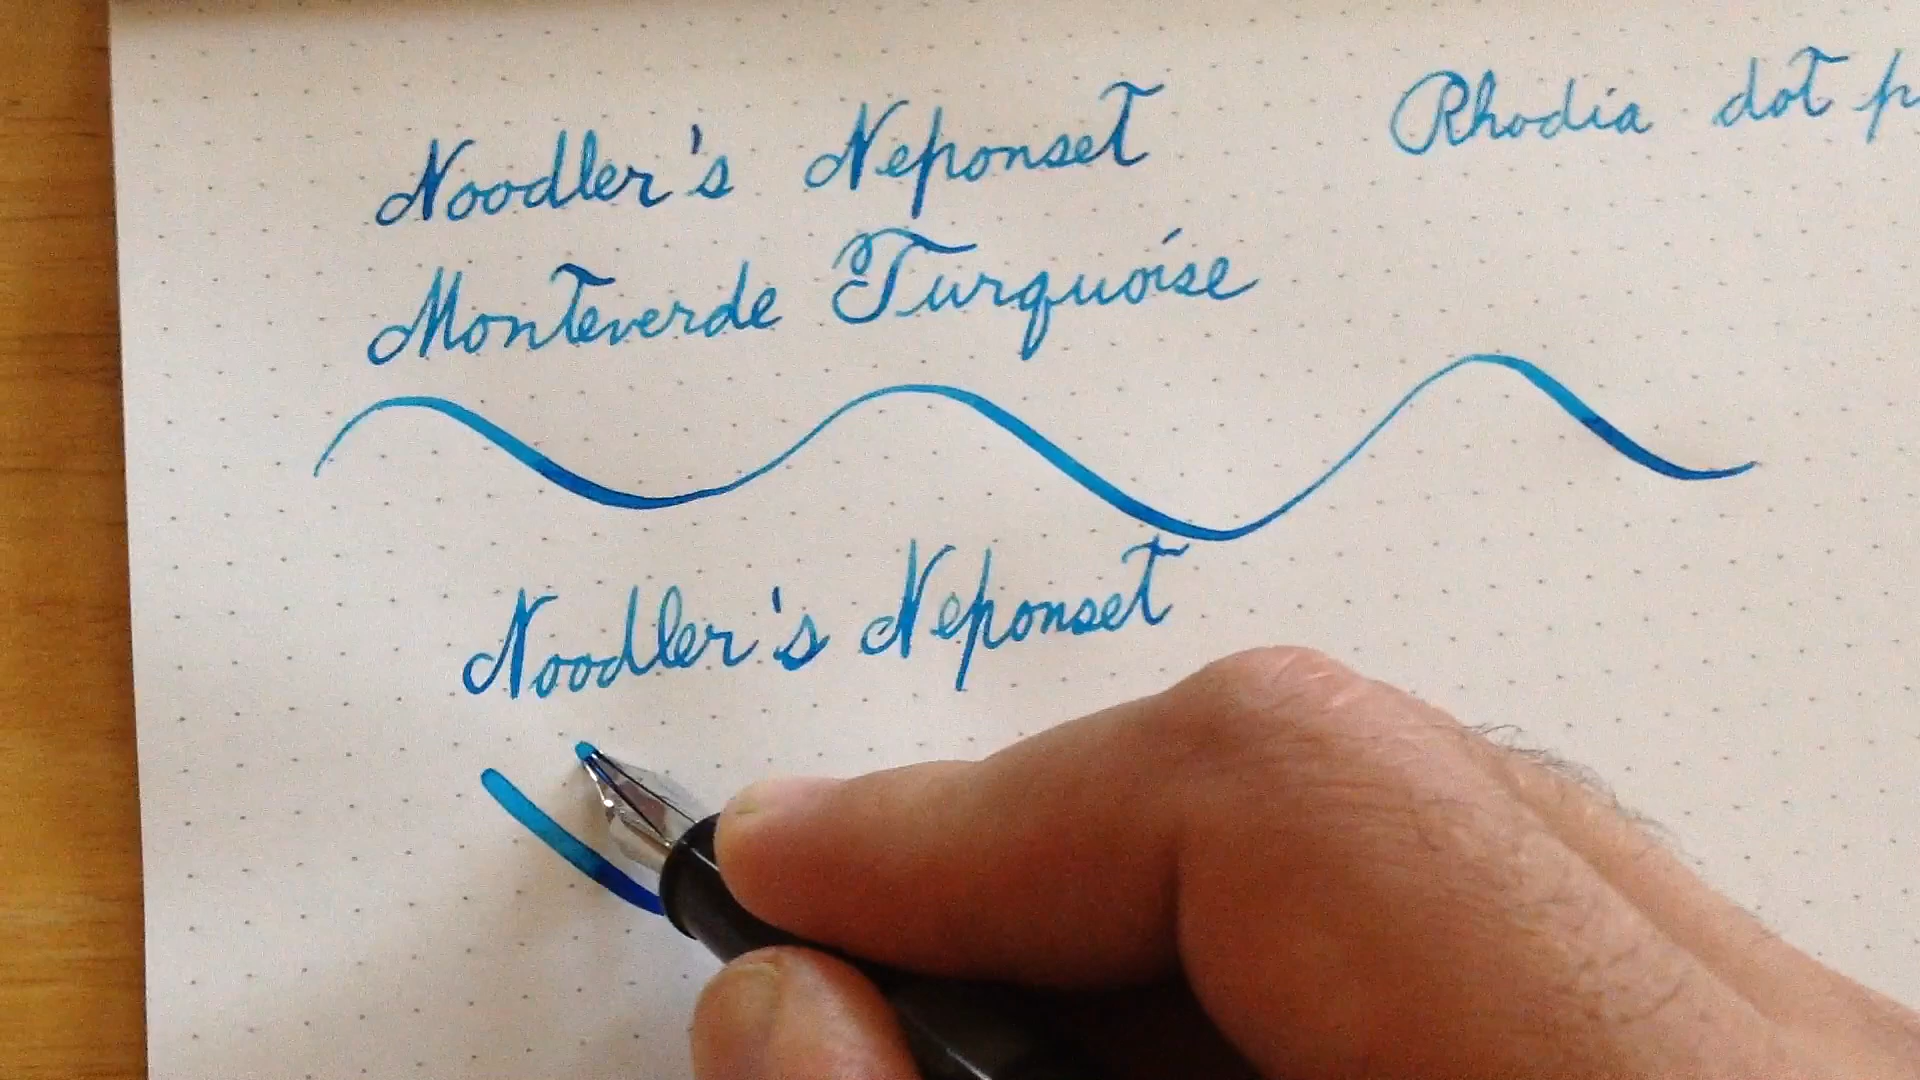 Noodler's Neponset
Rhodia dot
Monteverde Turquoise
Noodler's Neponset